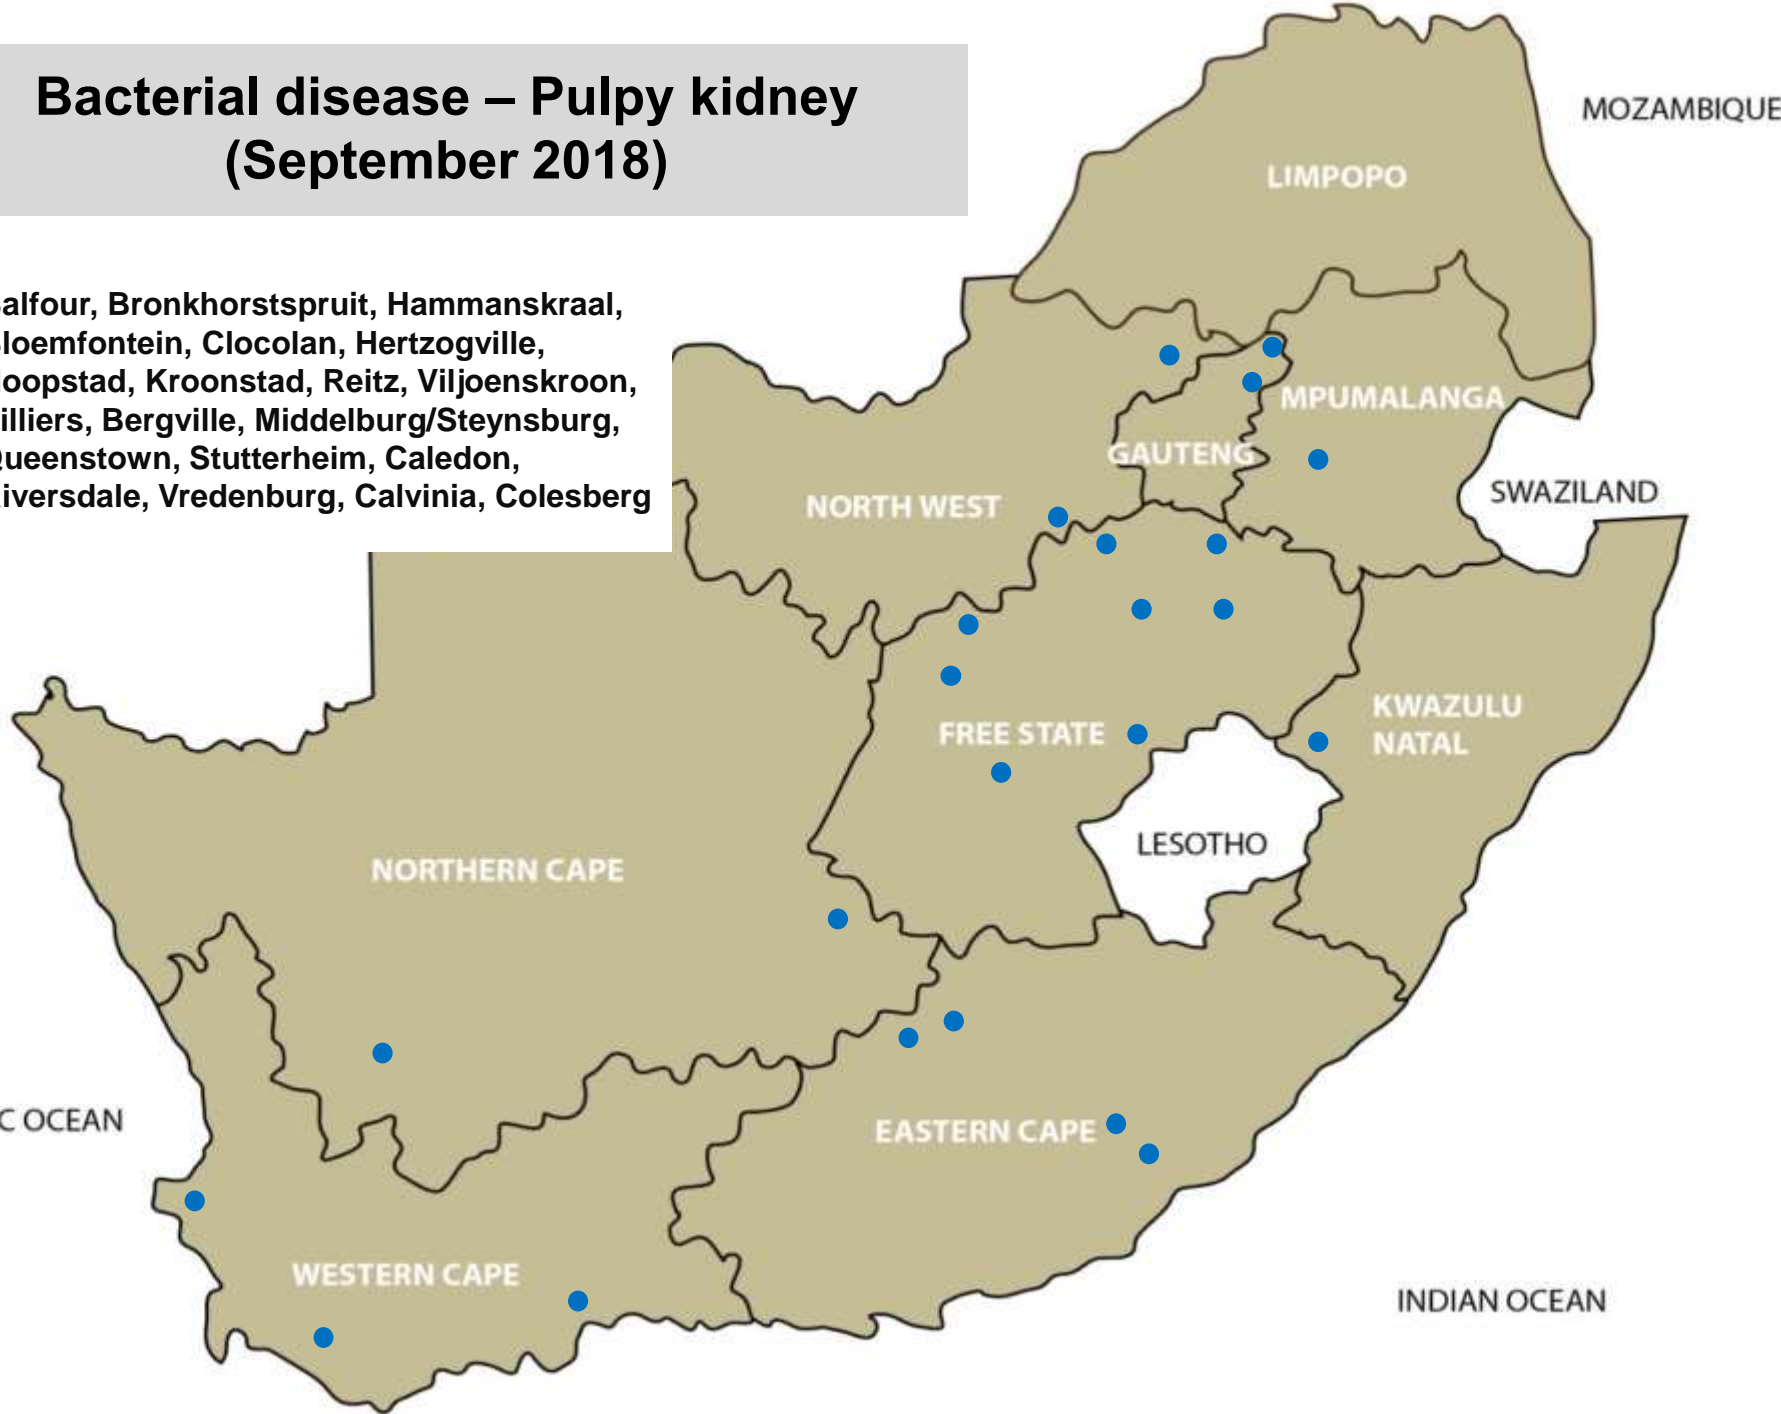 Bacterial disease – Pulpy kidney
(September 2018)
MOZAMBIQUE
LIMPOPO
alfour, Bronkhorstspruit, Hammanskraal,
loemfontein, Clocolan, Hertzogville,
oopstad, Kroonstad, Reitz, Viljoenskroon,
illiers, Bergville, Middelburg/Steynsburg,
ueenstown, Stutterheim, Caledon,
iversdale, Vredenburg, Calvinia, Colesberg
MPUMALANGA
GAUTENG
SWAZILAND
NORTH WEST
KWAZULU
NATAL
FREE STATE
LESOTHO
NORTHERN CAPE
C OCEAN
EASTERN CAPE
WESTERN CAPE
INDIAN OCEAN